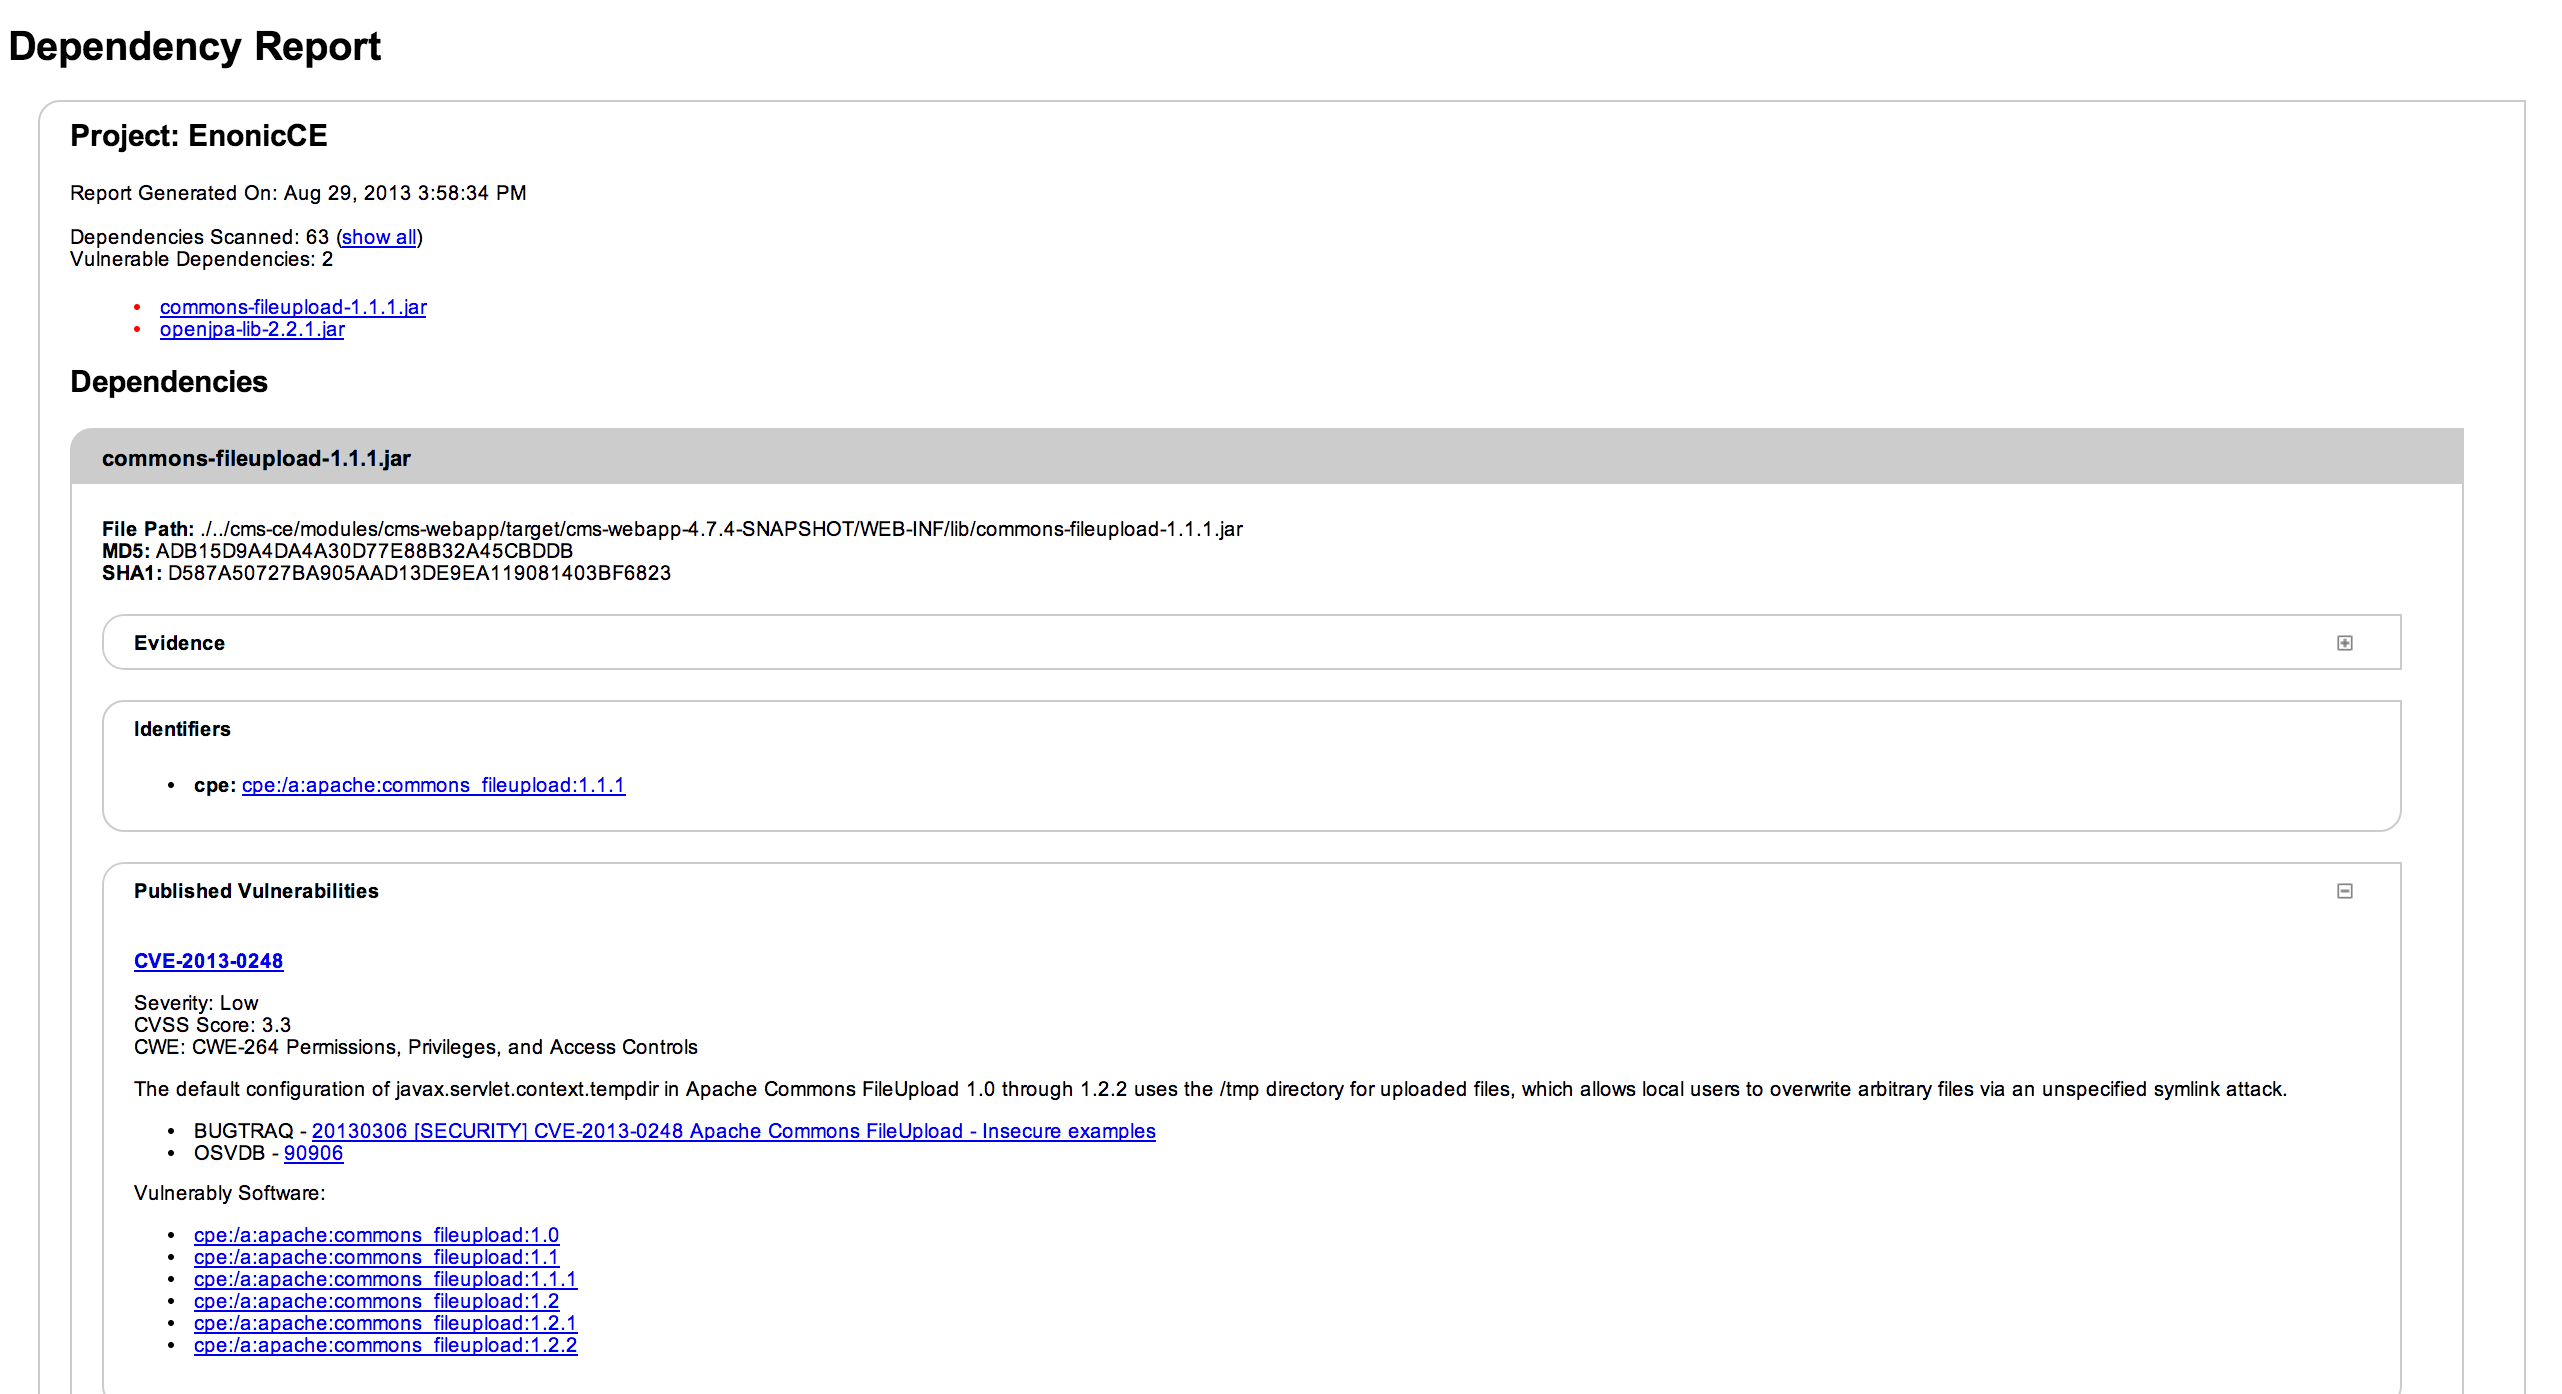 Dependency Report
Project: EnonicCE
Report Generated On: Aug 29, 2013 3:58:34 PM
Dependencies Scanned: 63 (show all)
Vulnerable Dependencies: 2
• commons-fileupload-1.1.1.jar
• openjpa-lib-2.2.1.jar
Dependencies
commons-fileupload-1.1.1.jar
File Path: ./../cms-ce/modules/cms-webapp/target/cms-webapp-4.7.4-SNAPSHOT/WEB-INF/lib/commons-fileupload-1.1.1.jar
MD5: ADB15D9A4DA4A30D77E88B32A45CBDDB
SHA1: D587A50727BA905AAD13DE9EA119081403BF6823
Evidence
Identifiers
• cpe: cpe:/a:apache:commons_fileupload:1.1.1
Published Vulnerabilities
CVE-2013-0248
Severity: Low
CVSS Score: 3.3
CWE: CWE-264 Permissions, Privileges, and Access Controls
The default configuration of javax.servlet.context.tempdir in Apache Commons FileUpload 1.0 through 1.2.2 uses the /tmp directory for uploaded files, which allows local users to overwrite arbitrary files via an unspecified symlink attack.
• BUGTRAQ - 20130306 [SECURITY] CVE-2013-0248 Apache Commons FileUpload - Insecure examples
• OSVDB - 90906
Vulnerably Software:
• cpe:/a:apache:commons_fileupload:1.0
• cpe:/a:apache:commons_fileupload:1.1
• cpe:/a:apache:commons_fileupload:1.1.1
• cpe:/a:apache:commons_fileupload:1.2
• cpe:/a:apache:commons_fileupload:1.2.1
• cpe:/a:apache:commons_fileupload:1.2.2